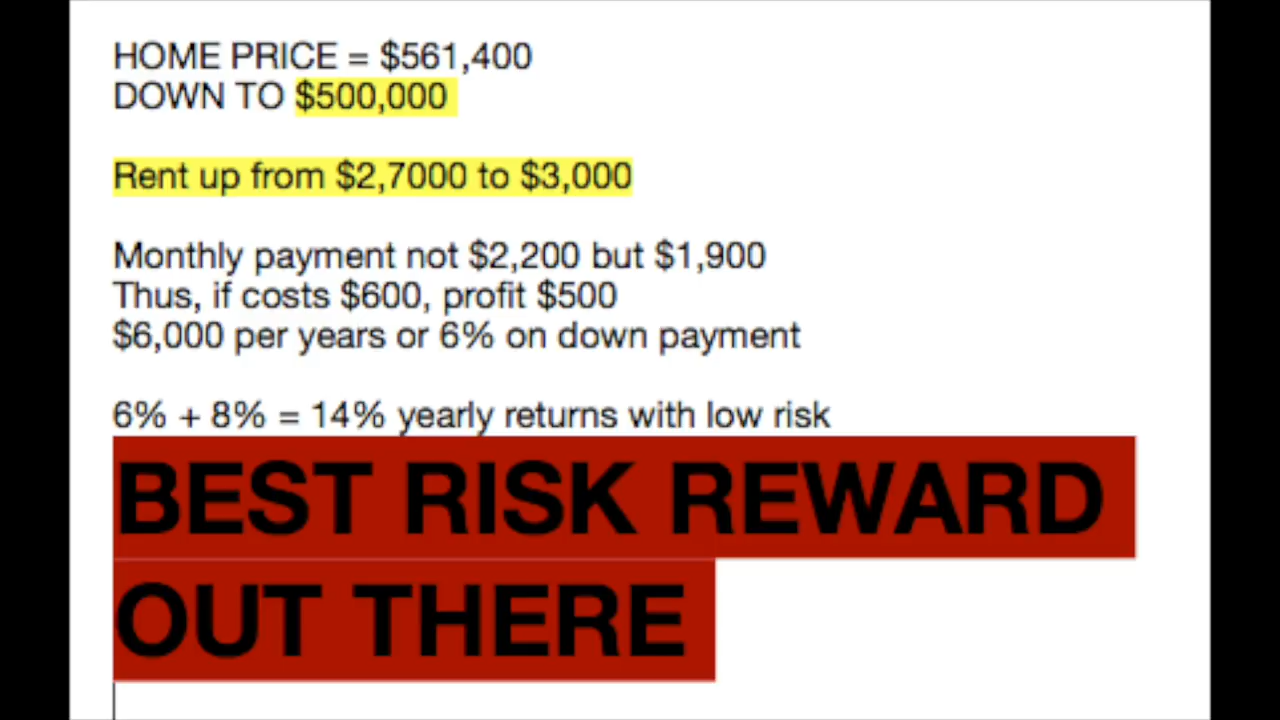 HOME PRICE = $561,400
DOWN TO $500,000
Rent up from $2,7000 to $3,000
Monthly payment not $2,200 but $1,900
Thus, if costs $600, profit $500
$6,000 per years or 6% on down payment
6% + 8% = 14% yearly returns with low risk
BEST RISK REWARD
OUT THERE